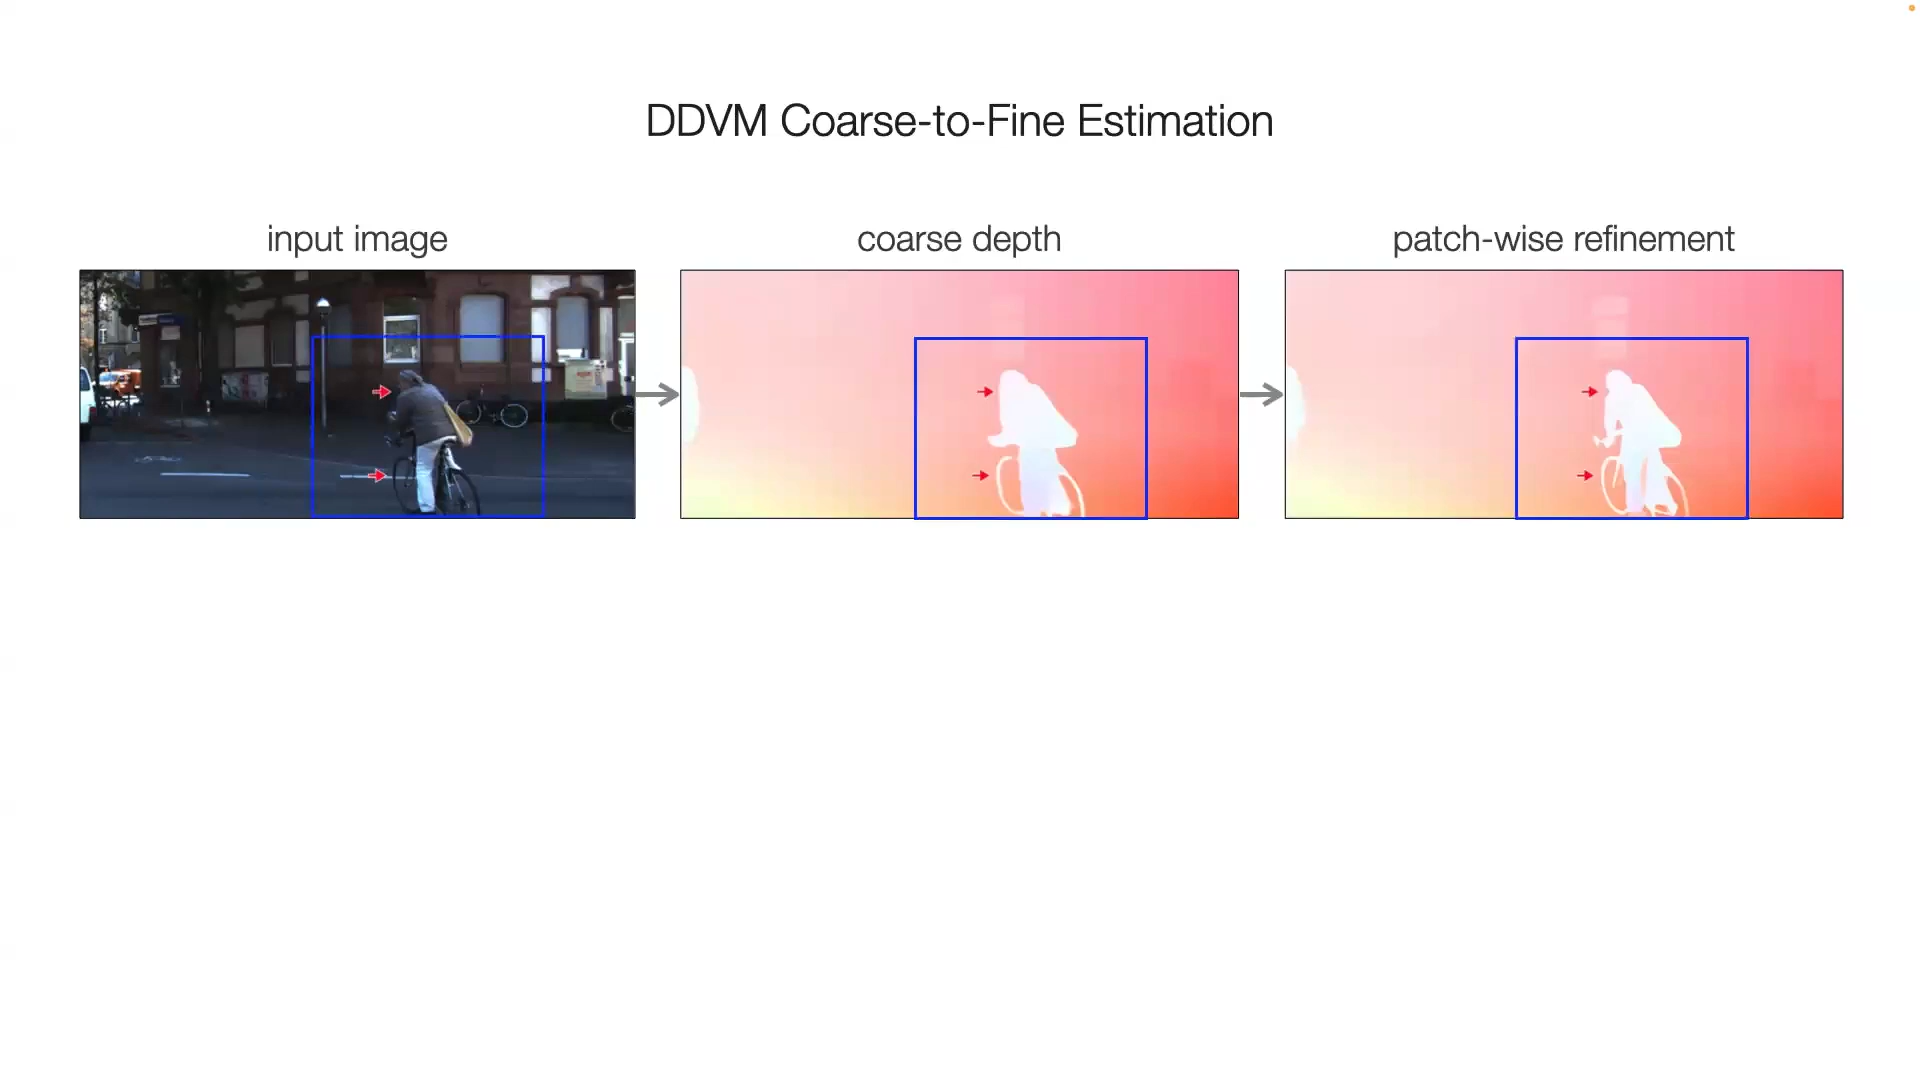 DDVM Coarse-to-Fine Estimation
input image
coarse depth
patch-wise refinement